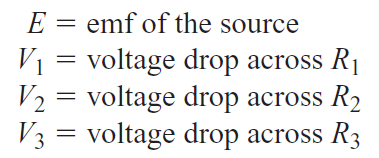 E = emf of the source
V₁ = voltage drop across R₁
V₂ = voltage drop across R₂
V₃ = voltage drop across R₃